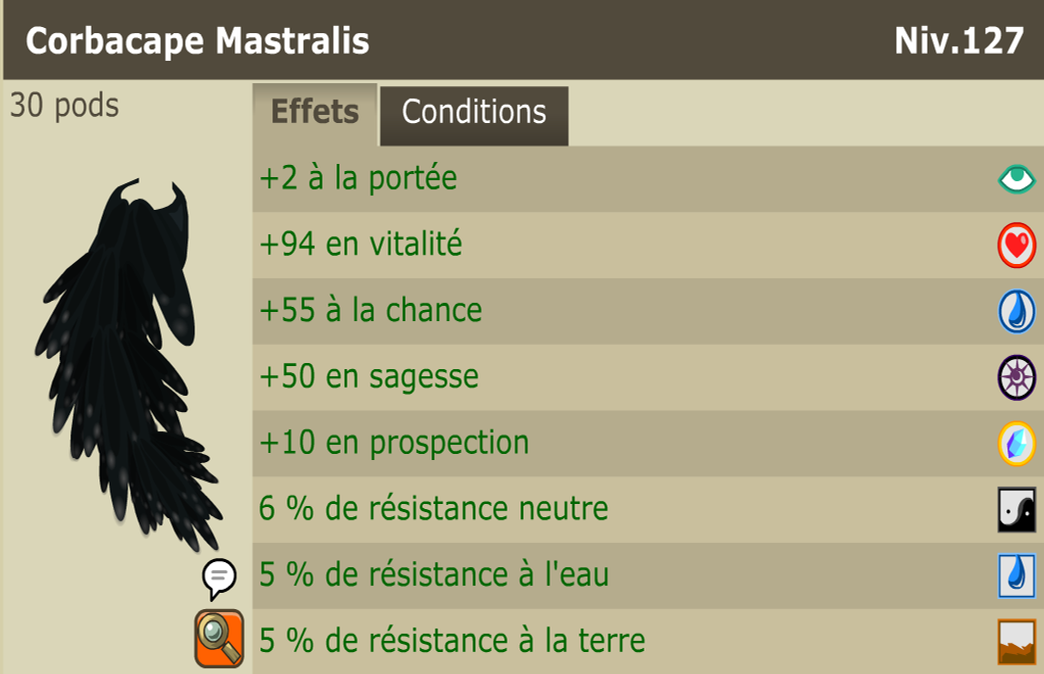 Corbacape Mastralis
Niv.127
30 pods
Effets
Conditions
+2 à la portée
+94 en vitalité
+55 à la chance
+50 en sagesse
+10 en prospection
6 % de résistance neutre
5 % de résistance à l'eau
5 % de résistance à la terre